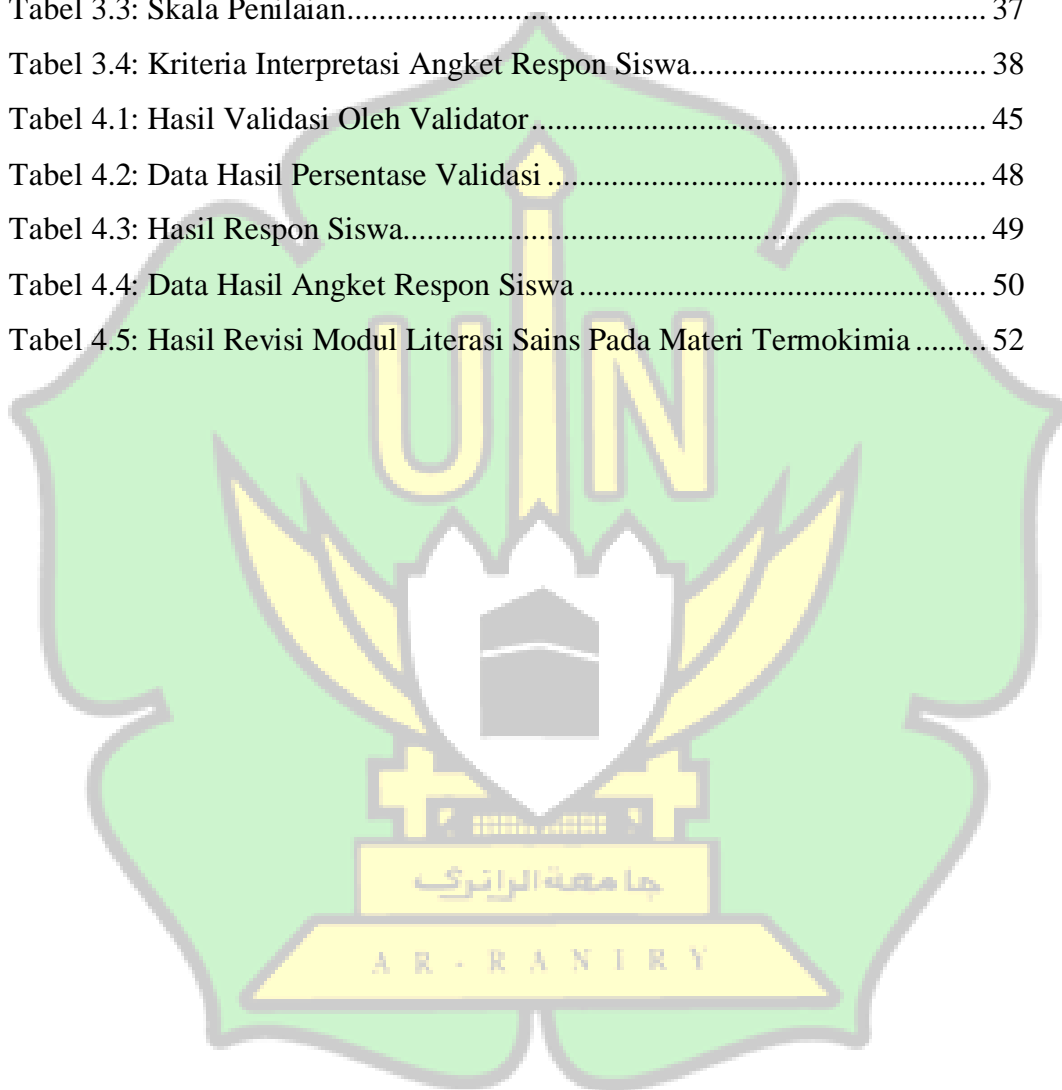 Tabel 3.3: Skala Penilaian.................................................................................. 37
Tabel 3.4: Kriteria Interpretasi Angket Respon Siswa..................................... 38
Tabel 4.1: Hasil Validasi Oleh Validator.......................................................... 45
Tabel 4.2: Data Hasil Persentase Validasi........................................................ 48
Tabel 4.3: Hasil Respon Siswa.......................................................................... 49
Tabel 4.4: Data Hasil Angket Respon Siswa.................................................... 50
Tabel 4.5: Hasil Revisi Modul Literasi Sains Pada Materi Termokimia......... 52
UIN
جامعة الرانري
AR-RANIRY